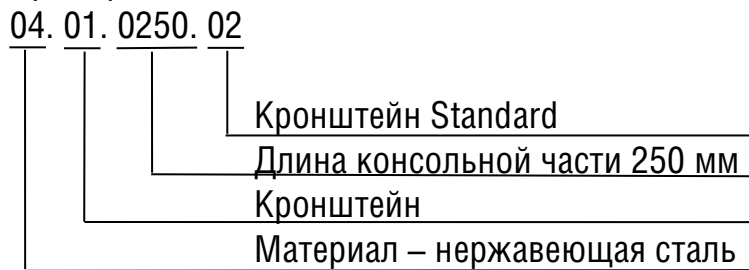 04. 01. 0250. 02
Кронштейн Standard
Длина консольной части 250 мм
Кронштейн
Материал – нержавеющая сталь